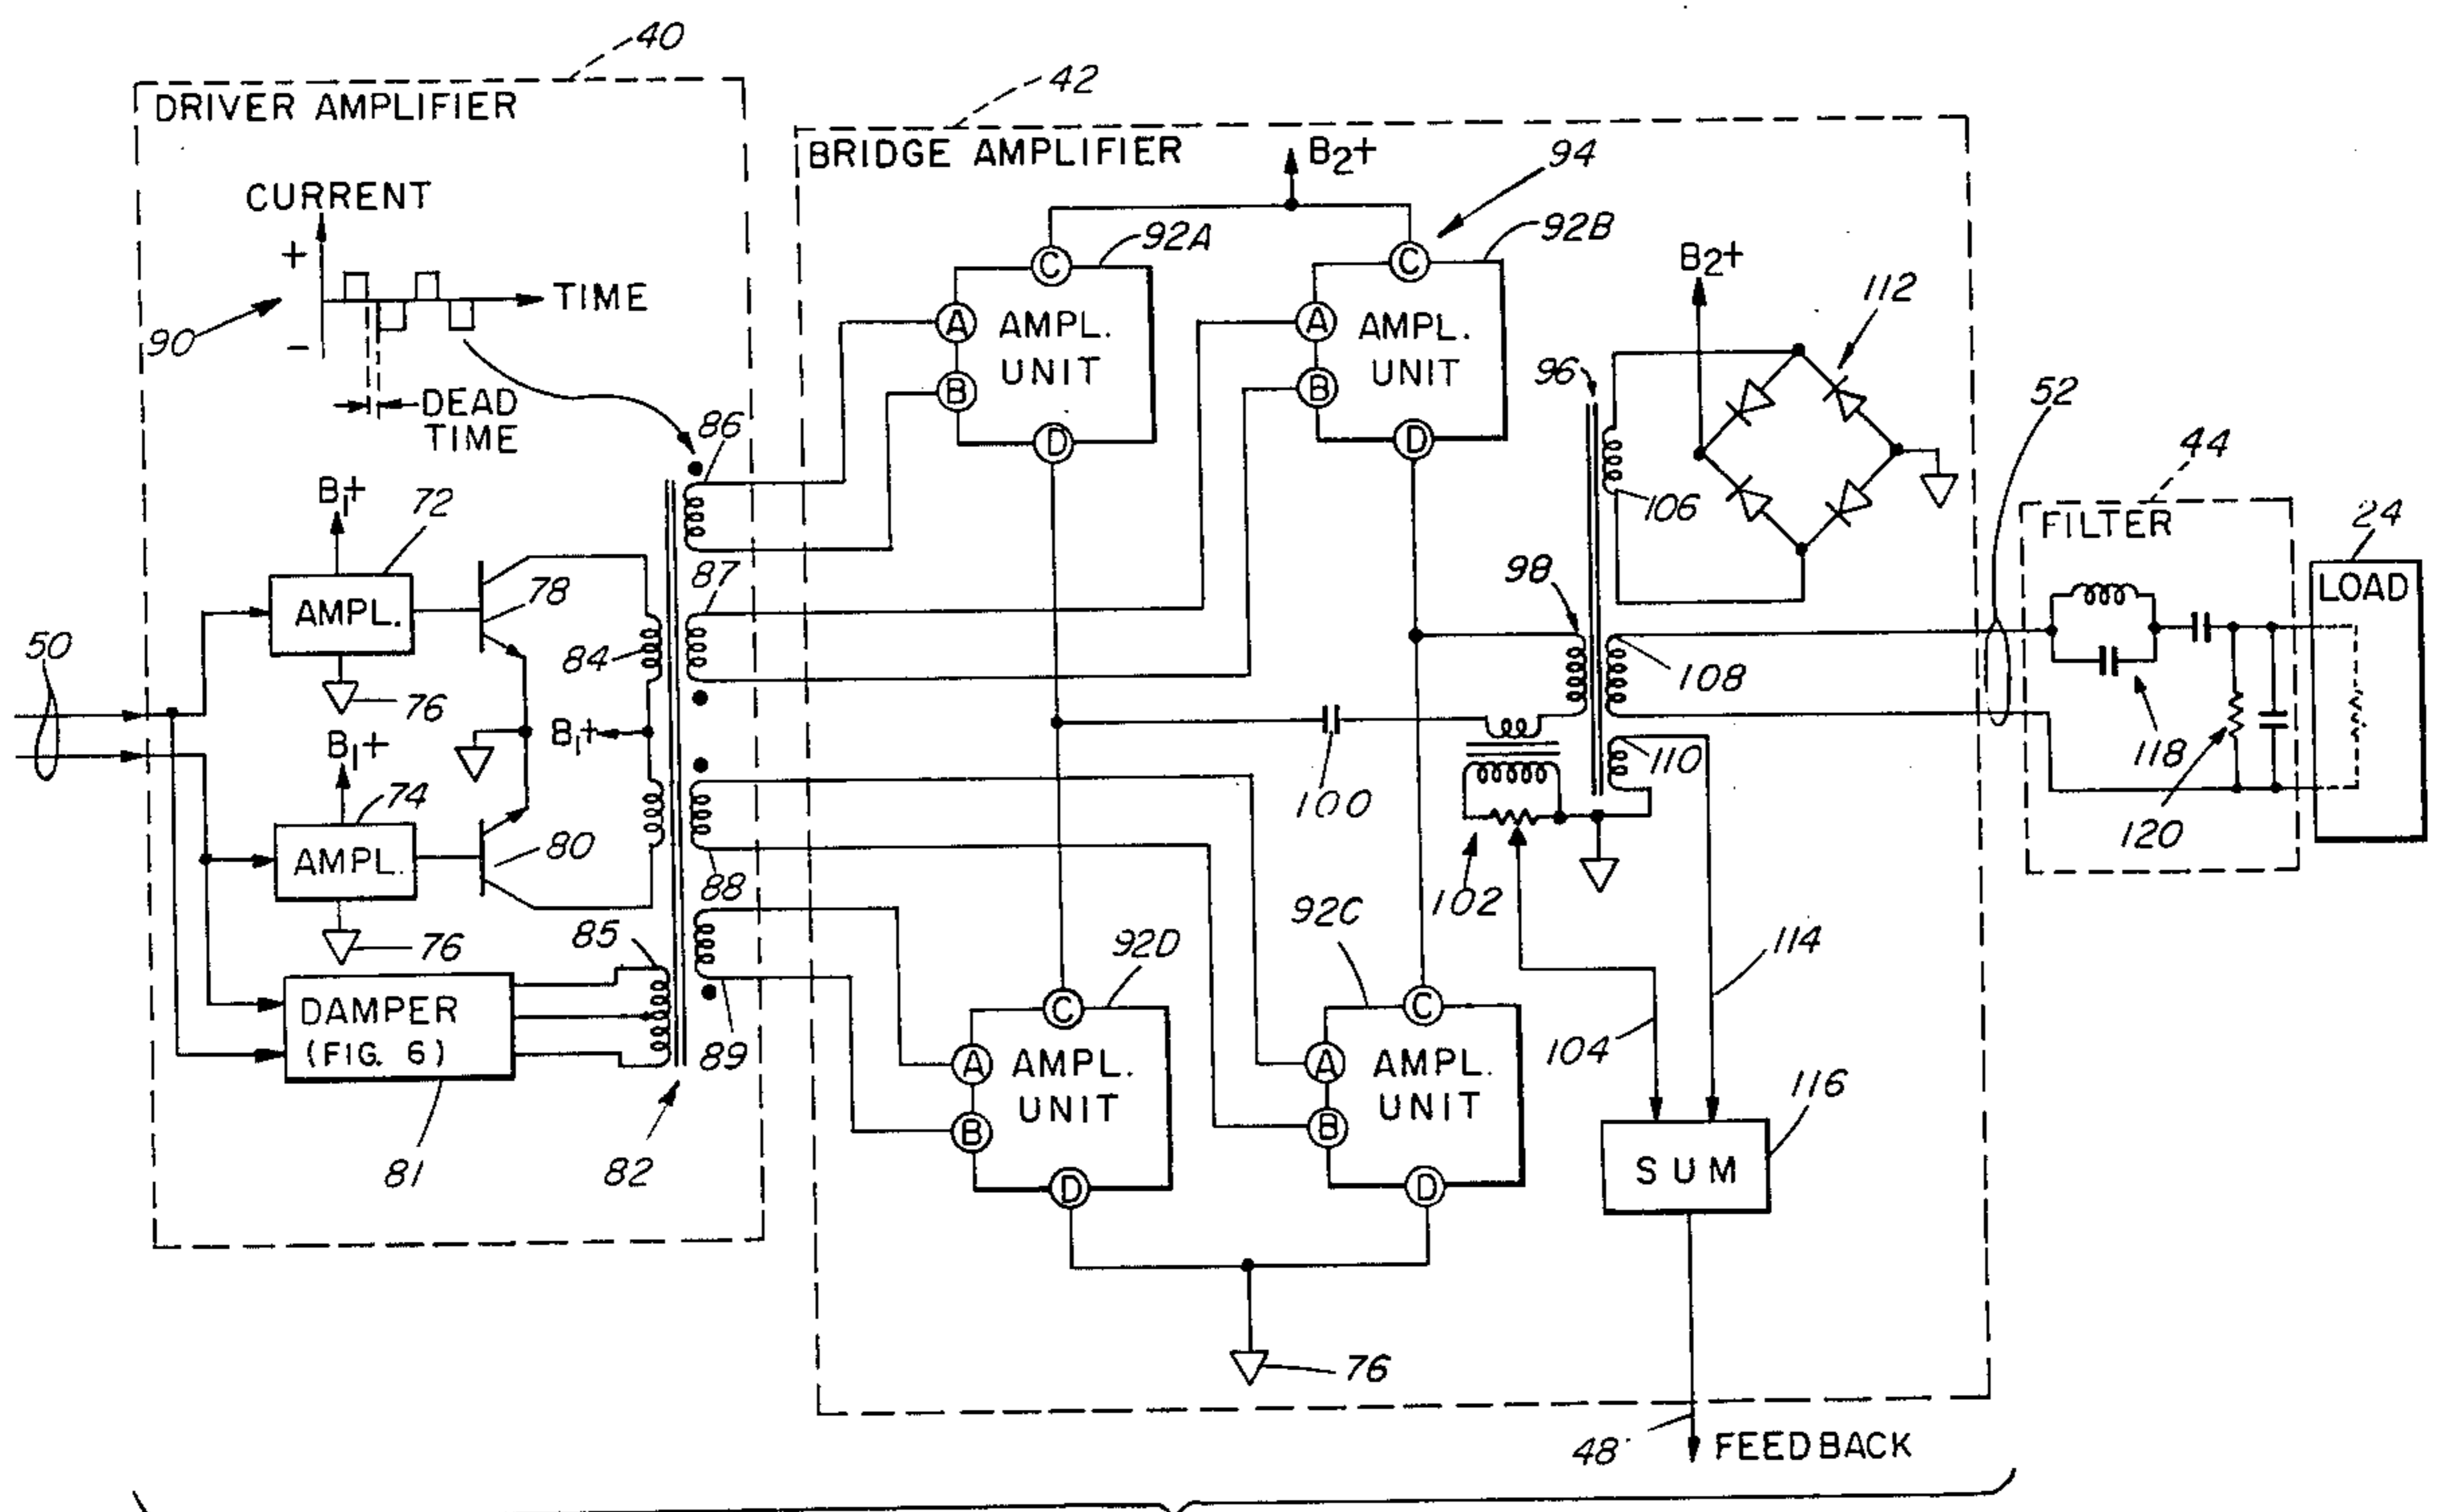 40
DRIVER AMPLIFIER
CURRENT
+
-
TIME
90
DEAD
TIME
42
BRIDGE AMPLIFIER
B2+
94
92A
92B
C
A
B
D
AMPL.
UNIT
C
A
B
D
AMPL.
UNIT
B2+
112
96
106
52
44
FILTER
24
LOAD
86
87
B1+
72
AMPL.
78
84
76
50
B1+
B1+
74
AMPL.
80
76
88
85
89
DAMPER
(FIG. 6)
81
82
98
100
102
108
110
118
120
92D
92C
C
A
B
D
AMPL.
UNIT
C
A
B
D
AMPL.
UNIT
104
114
116
SUM
76
48
FEEDBACK